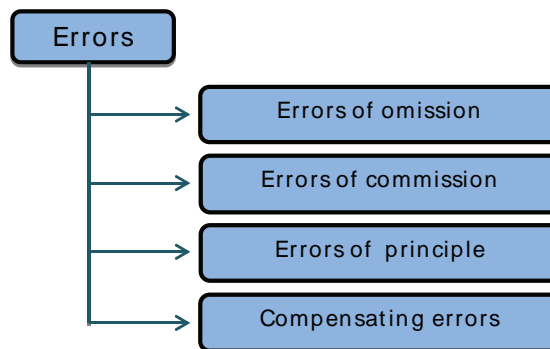 Errors
Errors of omission
Errors of commission
Errors of principle
Compensating errors